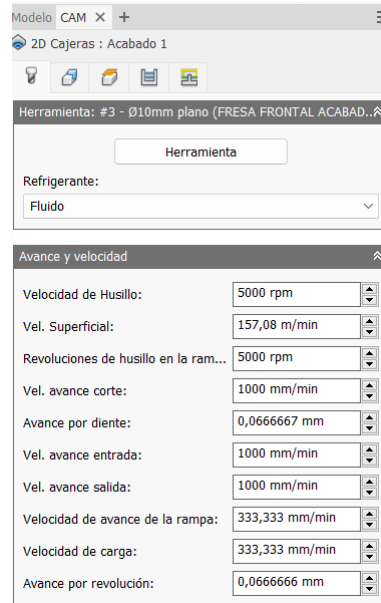 Modelo CAM × +
2D Cajeras : Acabado 1
Herramienta: #3 - Ø10mm plano (FRESA FRONTAL ACABAD...
Herramienta
Refrigerante:
Fluido
Avance y velocidad
Velocidad de Husillo: 5000 rpm
Vel. Superficial: 157,08 m/min
Revoluciones de husillo en la ram... 5000 rpm
Vel. avance corte: 1000 mm/min
Avance por diente: 0,0666667 mm
Vel. avance entrada: 1000 mm/min
Vel. avance salida: 1000 mm/min
Velocidad de avance de la rampa: 333,333 mm/min
Velocidad de carga: 333,333 mm/min
Avance por revolución: 0,0666666 mm